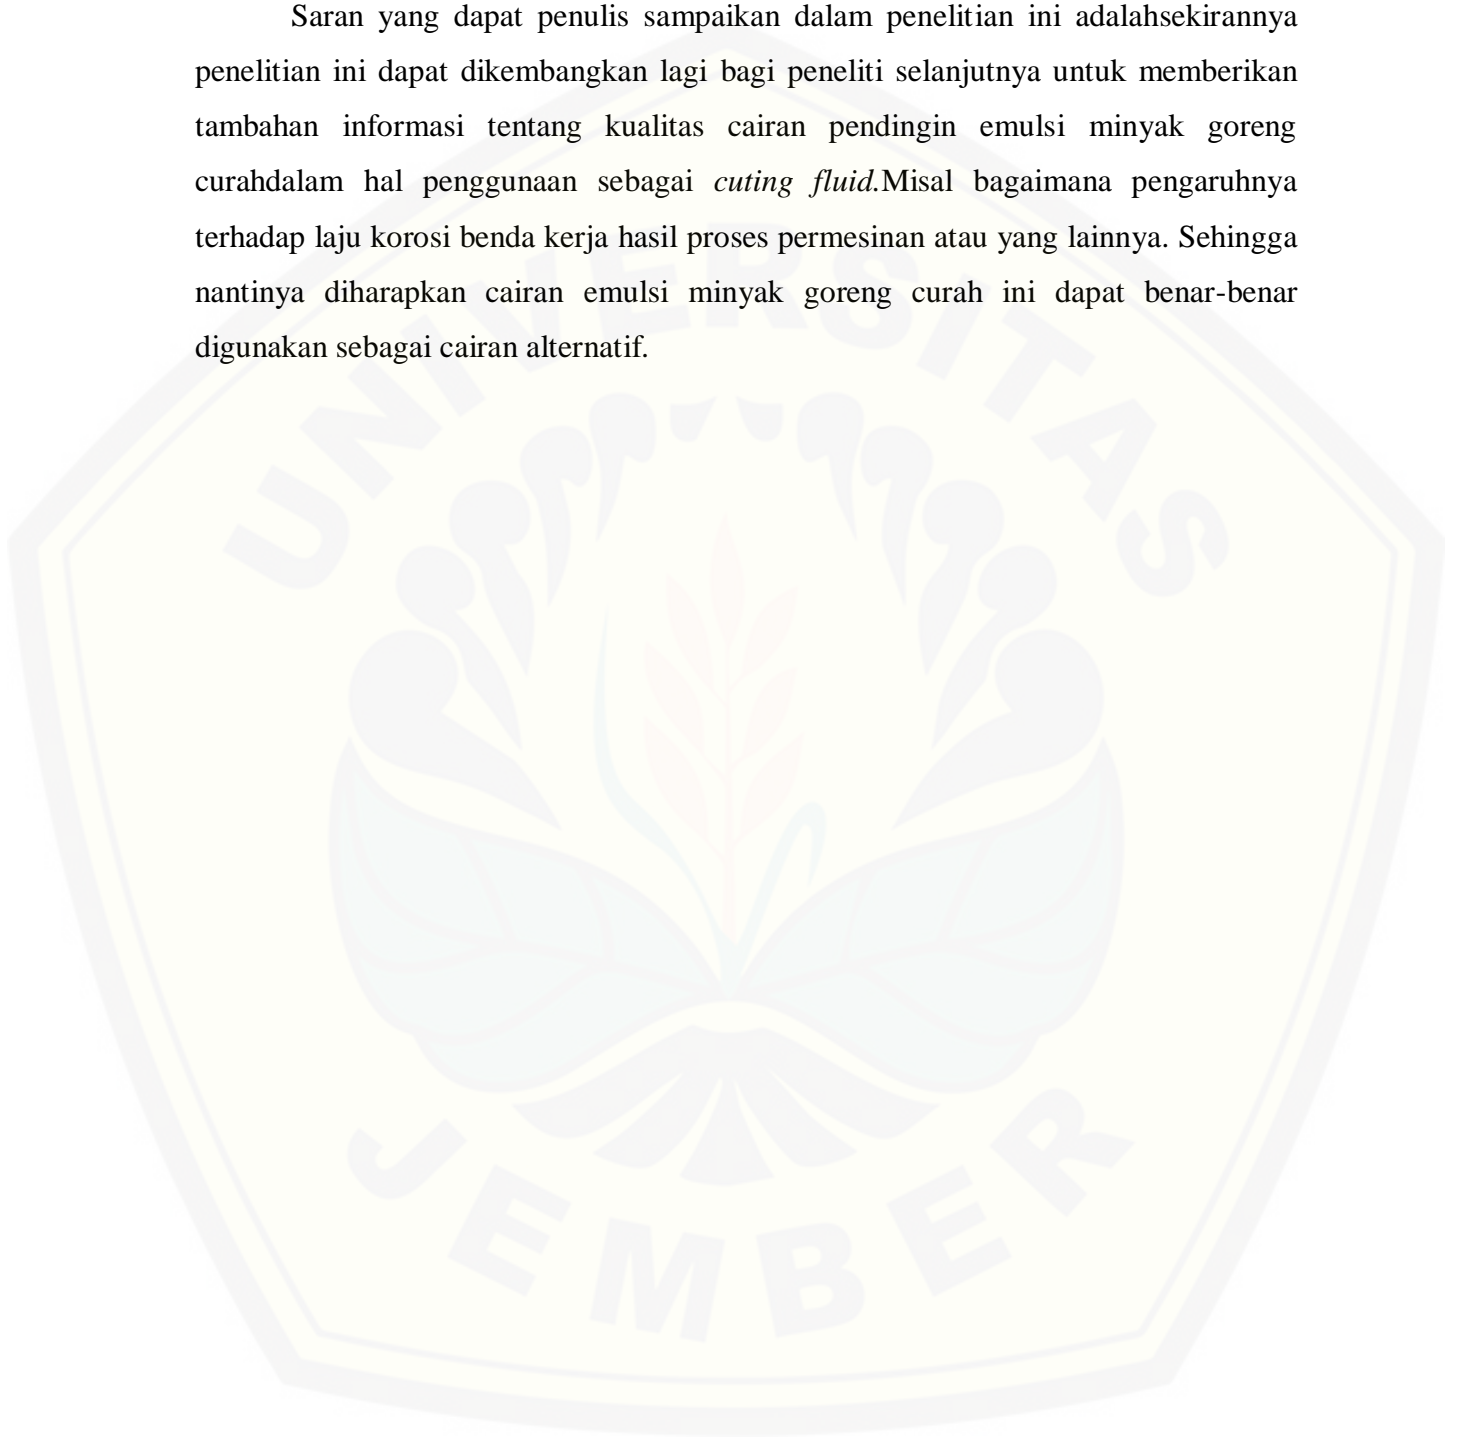 Saran yang dapat penulis sampaikan dalam penelitian ini adalahsekirannya
penelitian ini dapat dikembangkan lagi bagi peneliti selanjutnya untuk memberikan
tambahan informasi tentang kualitas cairan pendingin emulsi minyak goreng
curahdalam hal penggunaan sebagai cuting fluid.Misal bagaimana pengaruhnya
terhadap laju korosi benda kerja hasil proses permesinan atau yang lainnya. Sehingga
nantinya diharapkan cairan emulsi minyak goreng curah ini dapat benar-benar
digunakan sebagai cairan alternatif.
UNIVERSITAS
JEMBER